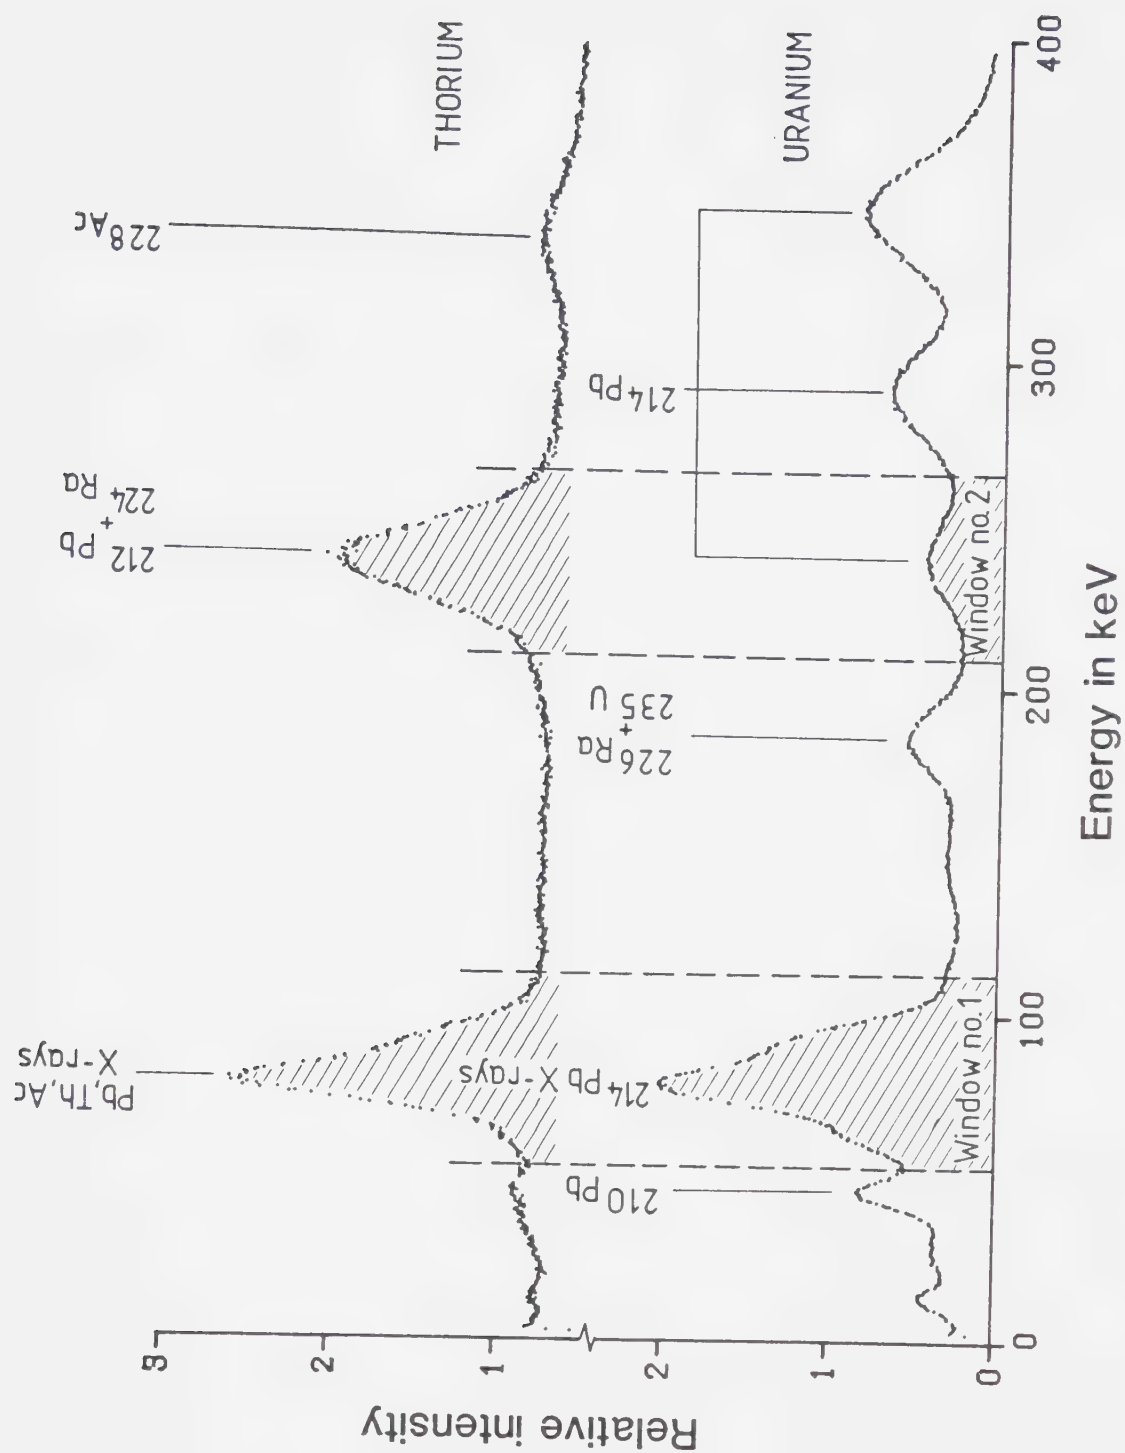 Relative intensity
3
2
1
2
1
0
THORIUM
URANIUM
Pb,Th,Ac
X-rays
212 Pb
+
224 Ra
228 Ac
210 Pb
214 Pb X-rays
226 Ra
+
235 U
214 Pb
Window no.1
Window no.2
0
100
200
300
400
Energy in keV